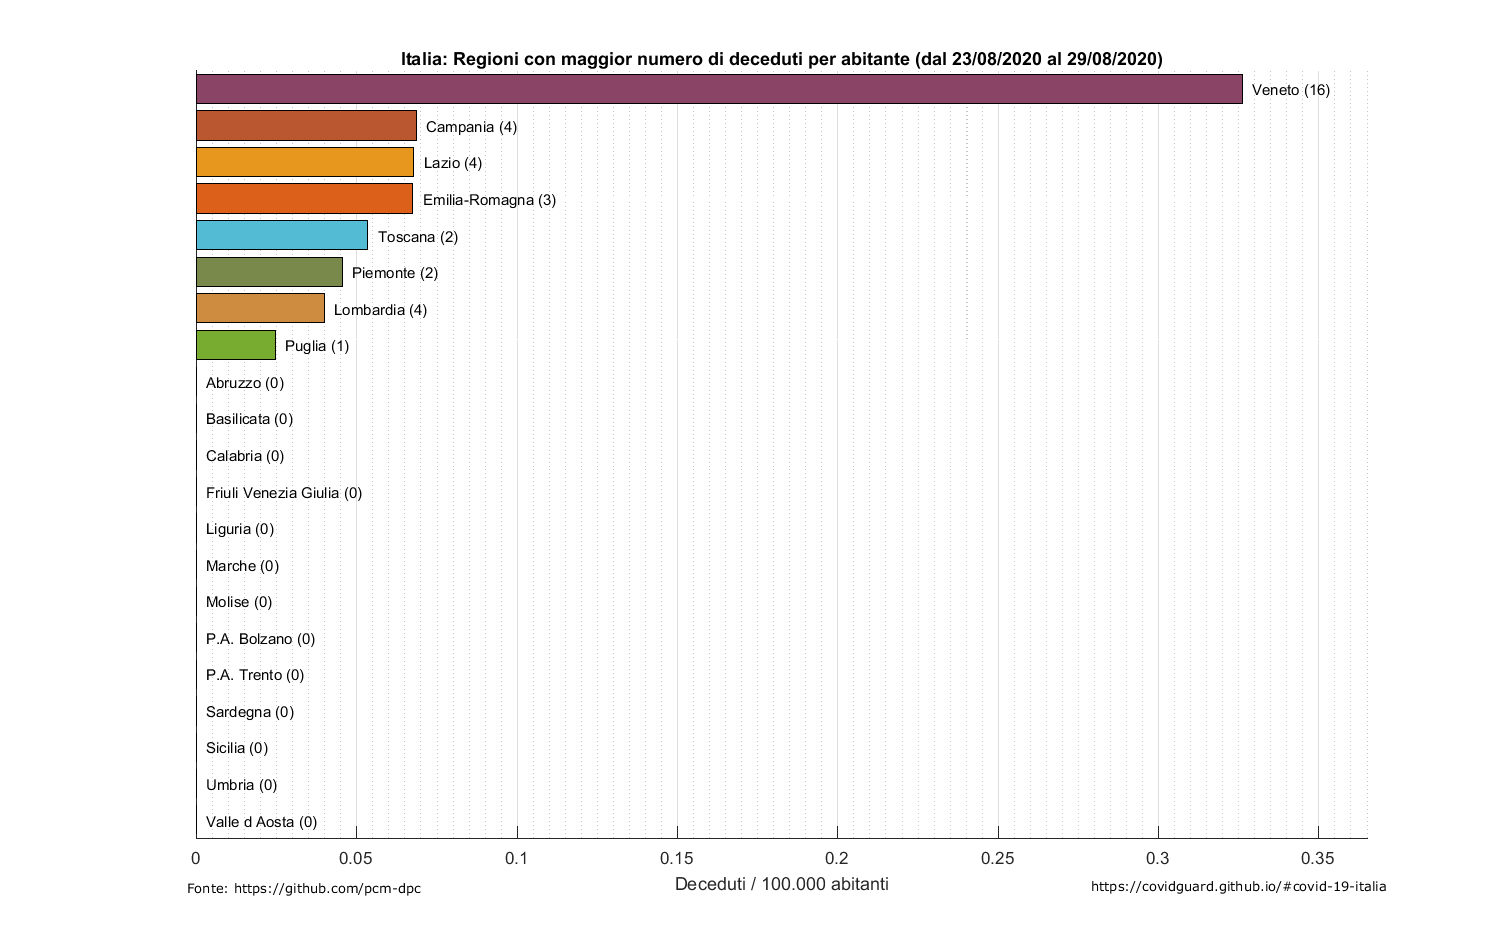 Italia: Regioni con maggior numero di deceduti per abitante (dal 23/08/2020 al 29/08/2020)
Veneto (16)
Campania (4)
Lazio (4)
Emilia-Romagna (3)
Toscana (2)
Piemonte (2)
Lombardia (4)
Puglia (1)
Abruzzo (0)
Basilicata (0)
Calabria (0)
Friuli Venezia Giulia (0)
Liguria (0)
Marche (0)
Molise (0)
P.A. Bolzano (0)
P.A. Trento (0)
Sardegna (0)
Sicilia (0)
Umbria (0)
Valle d Aosta (0)
0 0.05 0.1 0.15 0.2 0.25 0.3 0.35
Deceduti / 100.000 abitanti
Fonte: https://github.com/pcm-dpc
https://covidguard.github.io/#covid-19-italia